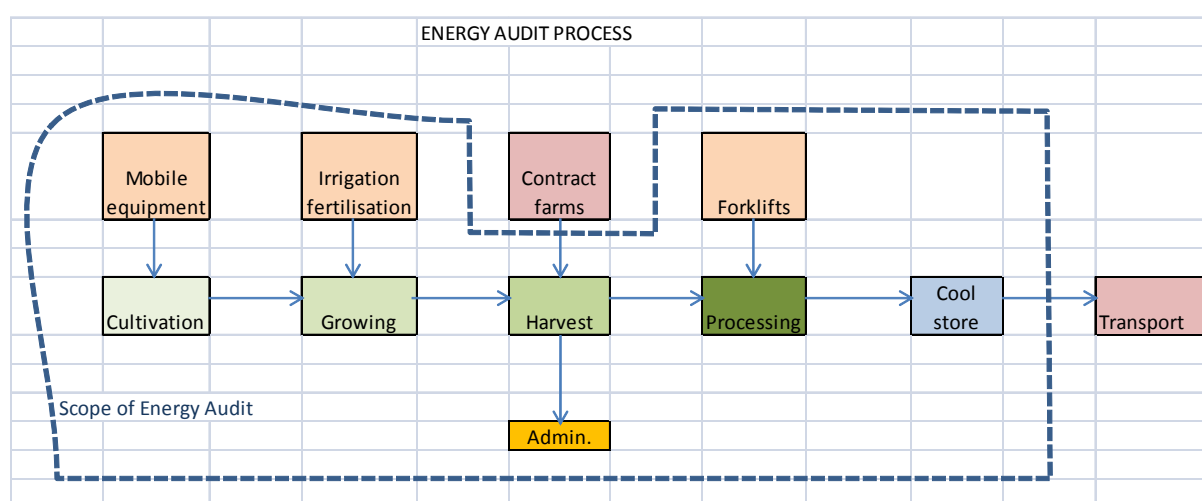 ENERGY AUDIT PROCESS
Mobile
equipment
Irrigation
fertilisation
Contract
farms
Forklifts
Cultivation
Growing
Harvest
Processing
Cool
store
Transport
Scope of Energy Audit
Admin.